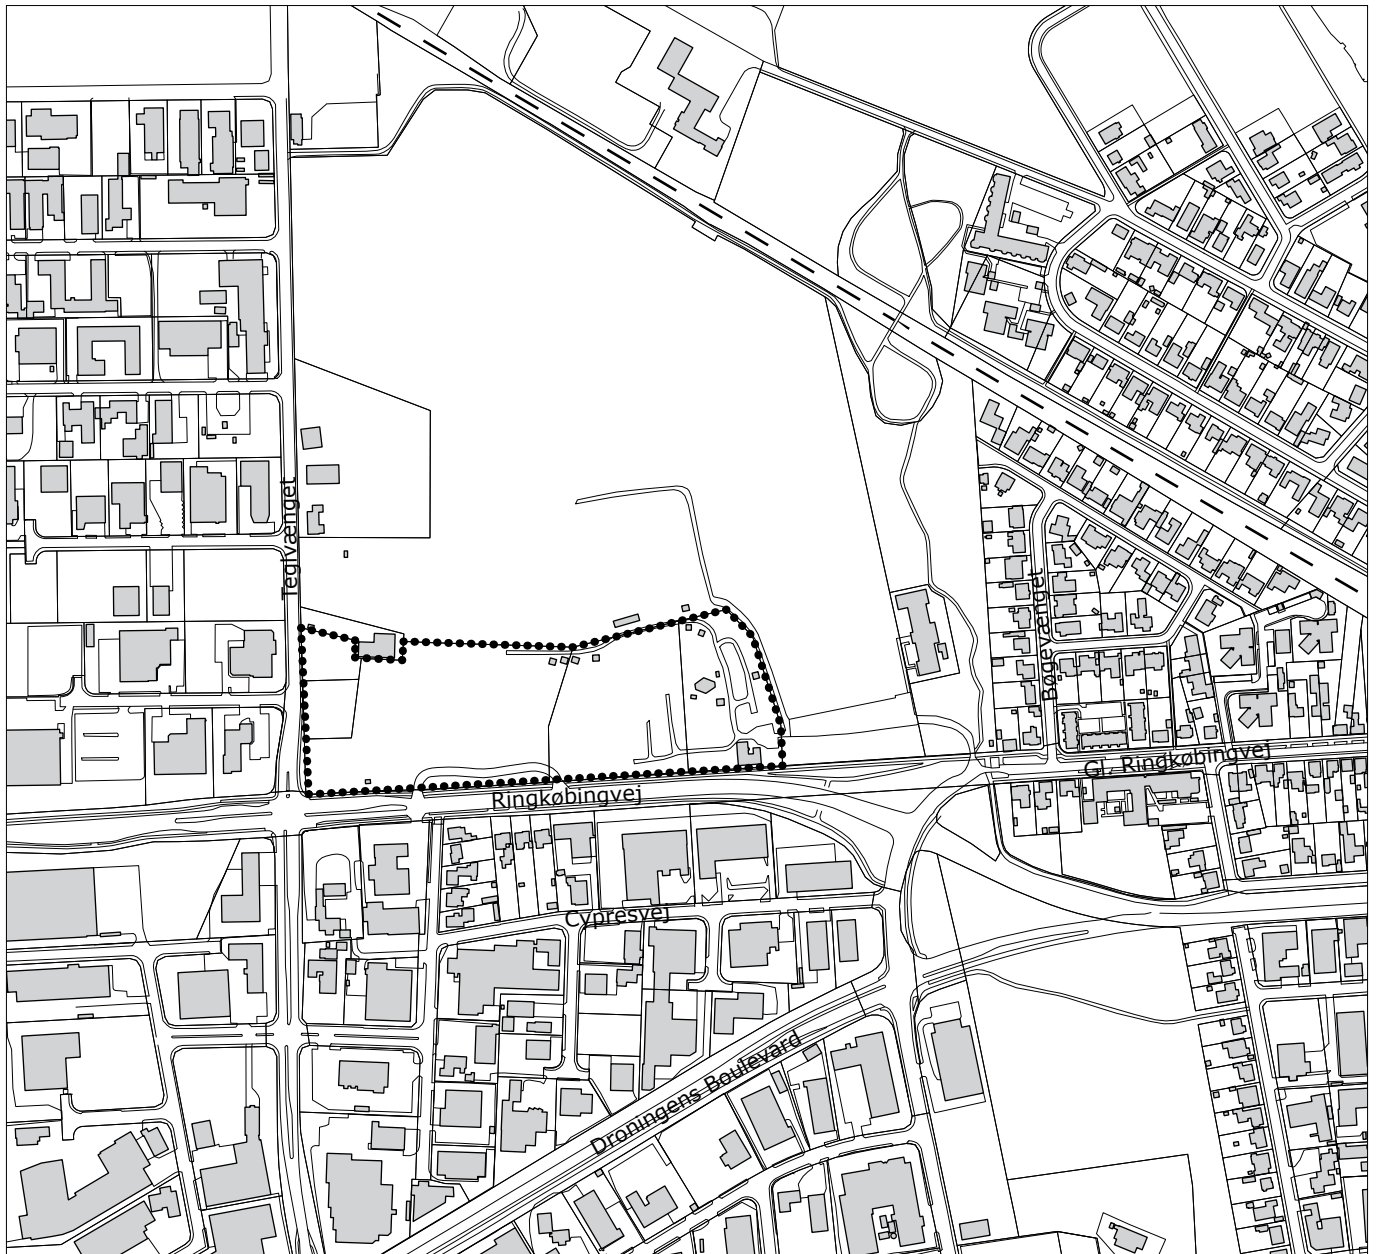 Teglvænget
Bøgevænget
Gl. Ringkøbingvej
Ringkøbingvej
Cypresvej
Dronningens Boulevard